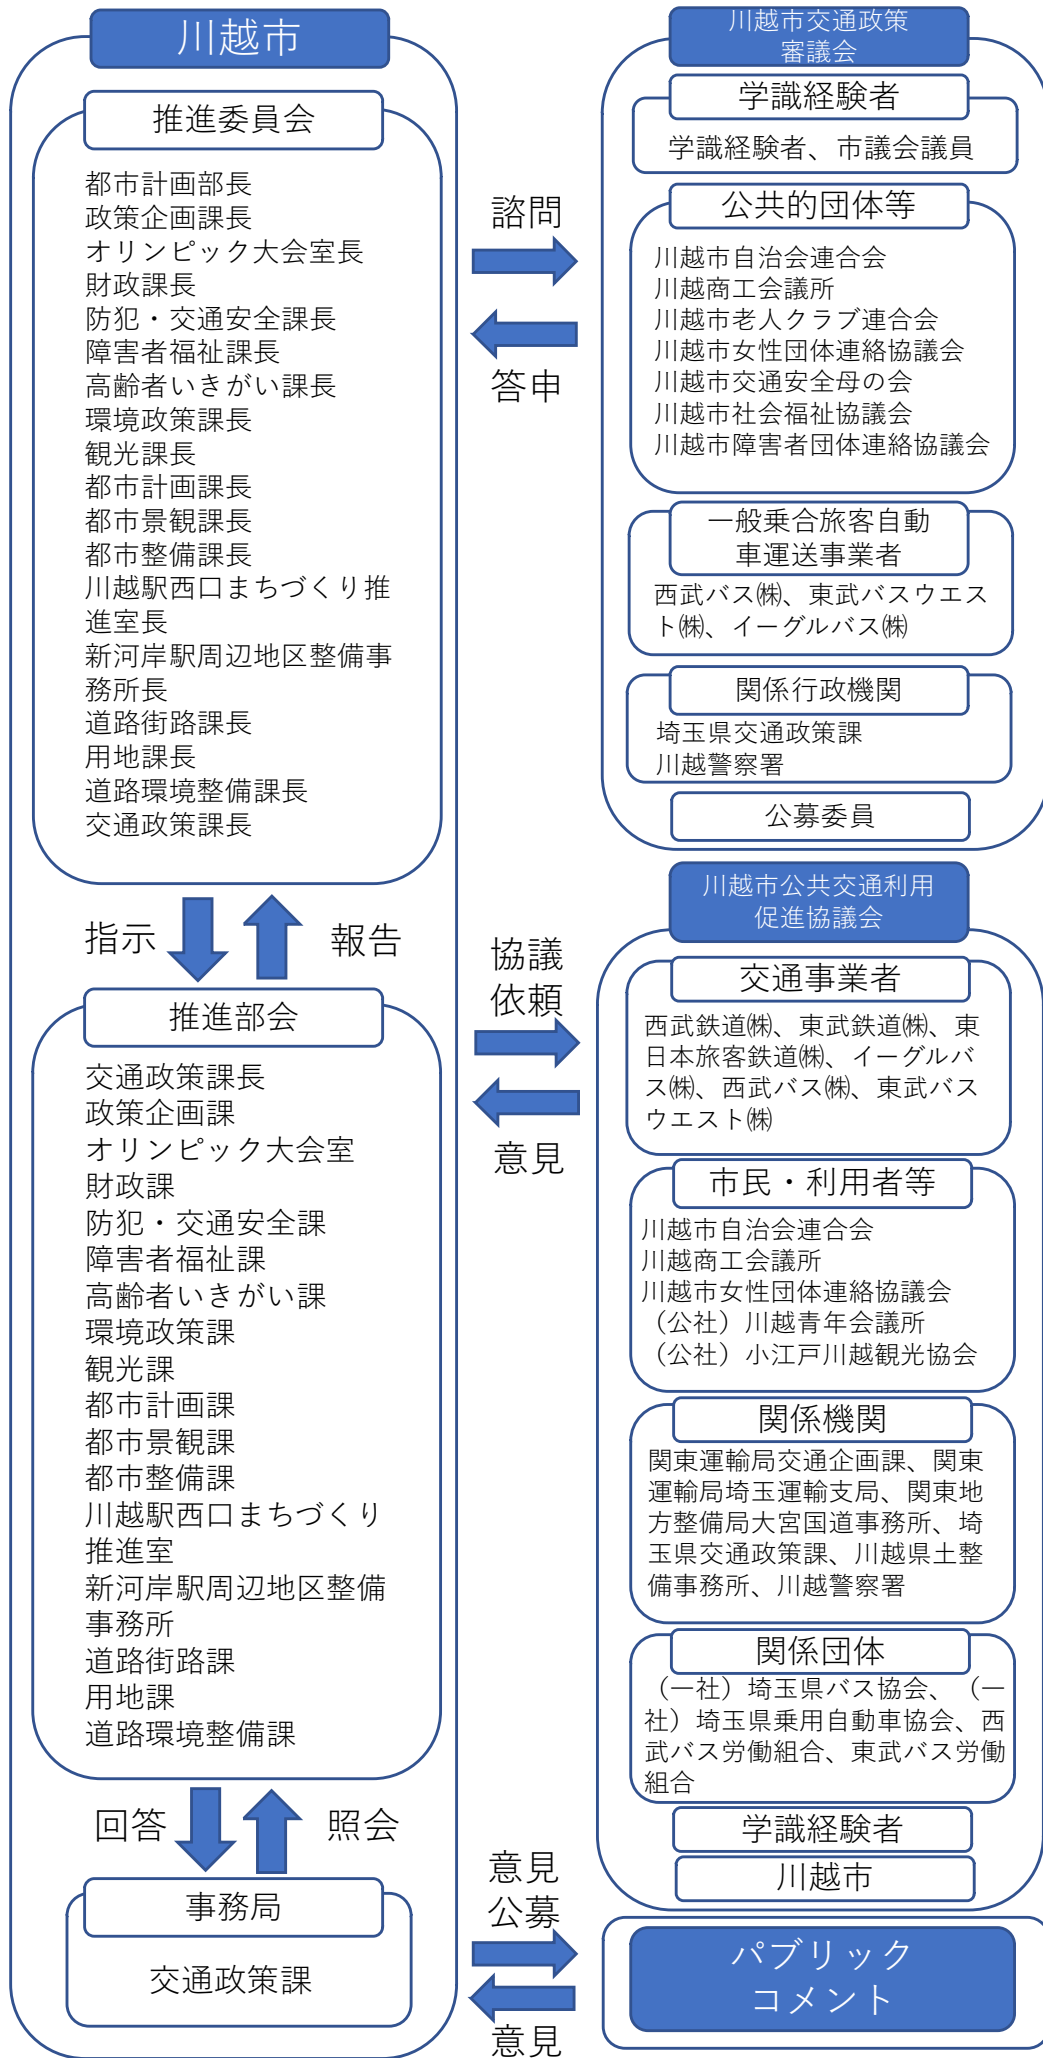 川越市
推進委員会
都市計画部長
政策企画課長
オリンピック大会室長
財政課長
防犯・交通安全課長
障害者福祉課長
高齢者いきがい課長
環境政策課長
観光課長
都市計画課長
都市景観課長
都市整備課長
川越駅西口まちづくり推
進室長
新河岸駅周辺地区整備事
務所長
道路街路課長
用地課長
道路環境整備課長
交通政策課長
指示
報告
推進部会
交通政策課長
政策企画課
オリンピック大会室
財政課
防犯・交通安全課
障害者福祉課
高齢者いきがい課
環境政策課
観光課
都市計画課
都市景観課
都市整備課
川越駅西口まちづくり
推進室
新河岸駅周辺地区整備
事務所
道路街路課
用地課
道路環境整備課
回答
照会
事務局
交通政策課
諮問
答申
協議
依頼
意見
意見
公募
意見
川越市交通政策
審議会
学識経験者
学識経験者、市議会議員
公共的団体等
川越市自治会連合会
川越商工会議所
川越市老人クラブ連合会
川越市女性団体連絡協議会
川越市交通安全母の会
川越市社会福祉協議会
川越市障害者団体連絡協議会
一般乗合旅客自動
車運送事業者
西武バス㈱、東武バスウエス
ト㈱、イーグルバス㈱
関係行政機関
埼玉県交通政策課
川越警察署
公募委員
川越市公共交通利用
促進協議会
交通事業者
西武鉄道㈱、東武鉄道㈱、東
日本旅客鉄道㈱、イーグルバ
ス㈱、西武バス㈱、東武バス
ウエスト㈱
市民・利用者等
川越市自治会連合会
川越商工会議所
川越市女性団体連絡協議会
（公社）川越青年会議所
（公社）小江戸川越観光協会
関係機関
関東運輸局交通企画課、関東
運輸局埼玉運輸支局、関東地
方整備局大宮国道事務所、埼
玉県交通政策課、川越県土整
備事務所、川越警察署
関係団体
（一社）埼玉県バス協会、（一
社）埼玉県乗用自動車協会、西
武バス労働組合、東武バス労働
組合
学識経験者
川越市
パブリック
コメント